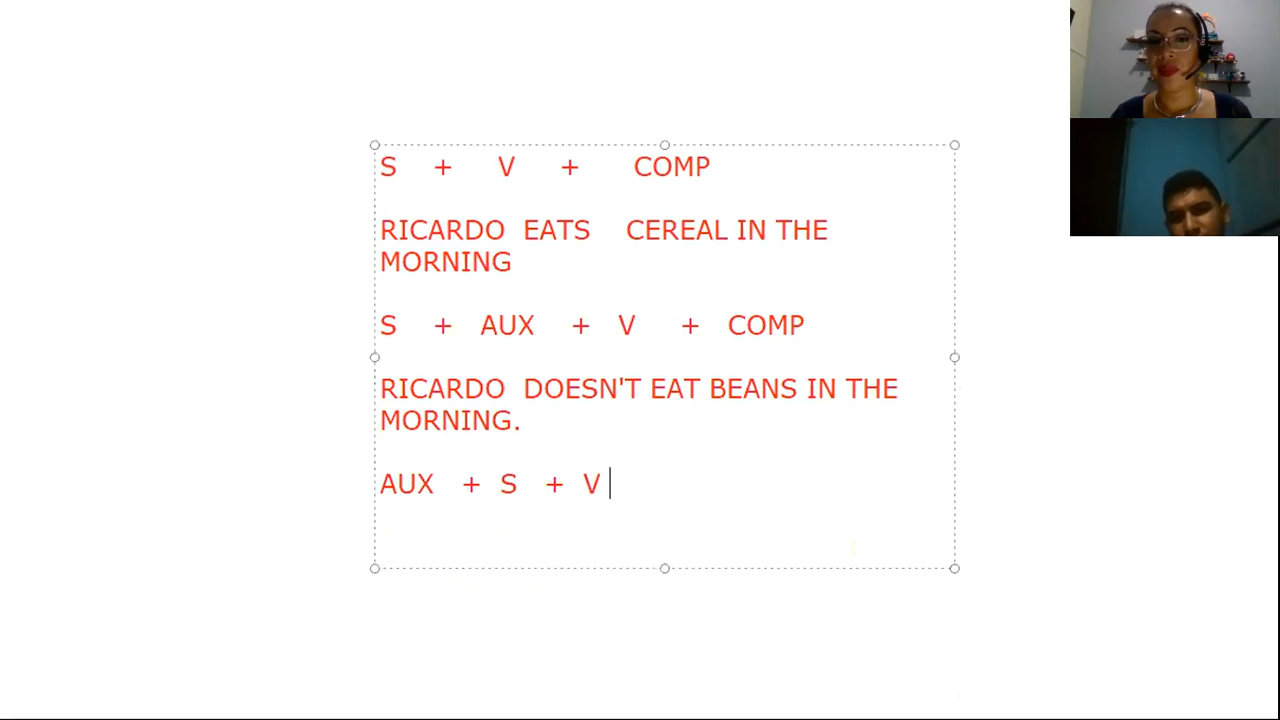 S + V + COMP
RICARDO EATS CEREAL IN THE
MORNING
S + AUX + V + COMP
RICARDO DOESN'T EAT BEANS IN THE
MORNING.
AUX + S + V